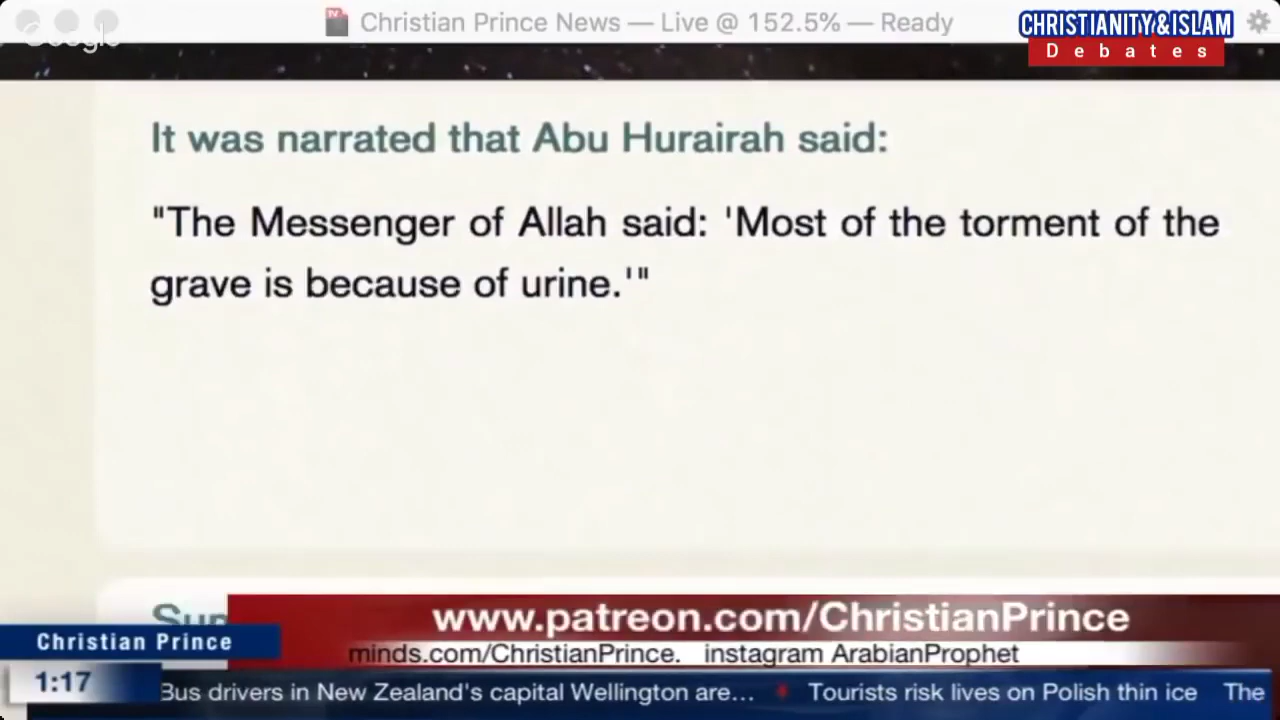 Christian Prince News — Live @ 152.5% — Ready
Google
CHRISTIANITY & ISLAM
Debates
It was narrated that Abu Hurairah said:
"The Messenger of Allah said: 'Most of the torment of the
grave is because of urine.'"
www.patreon.com/ChristianPrince
Christian Prince
minds.com/ChristianPrince. instagram ArabianProphet
1:17
Bus drivers in New Zealand's capital Wellington are... Tourists risk lives on Polish thin ice The